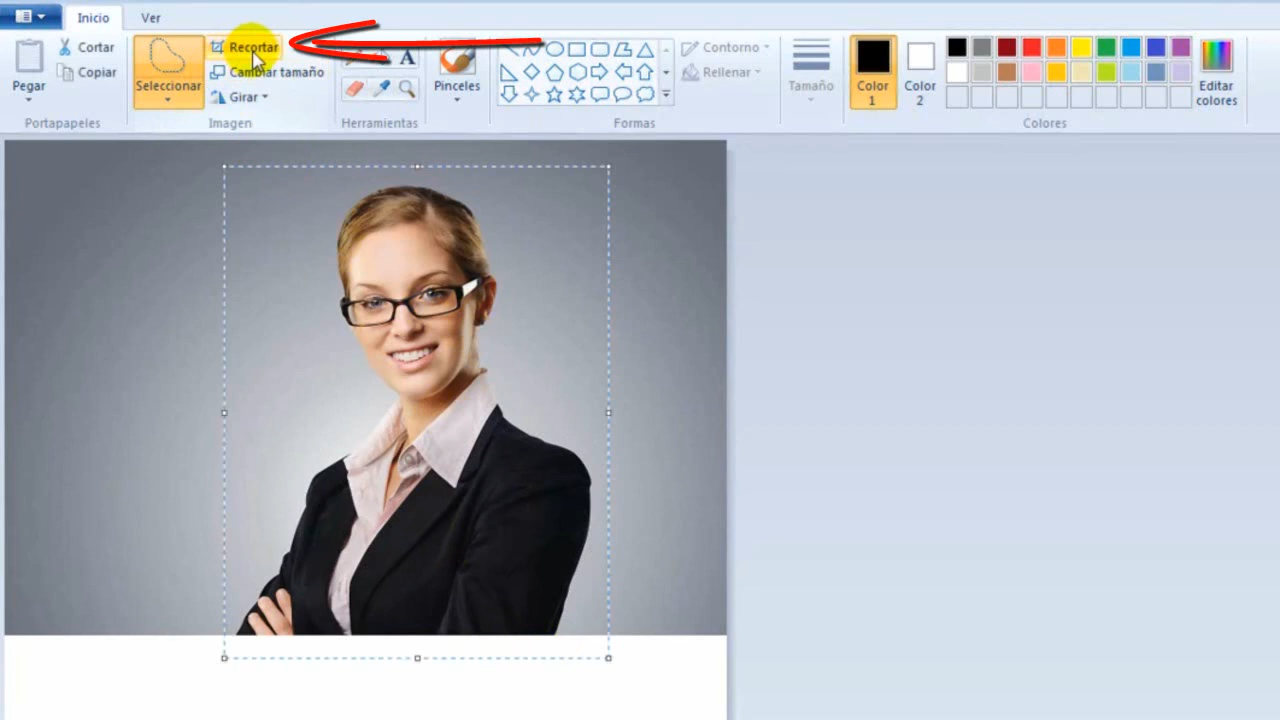 Inicio
Ver
Cortar
Copiar
Pegar
Portapapeles
Seleccionar
Recortar
Cambiar tamaño
Girar
Imagen
A
Herramientas
Pinceles
Contorno
Rellenar
Formas
Tamaño
Color
1
Color
2
Editar
colores
Colores